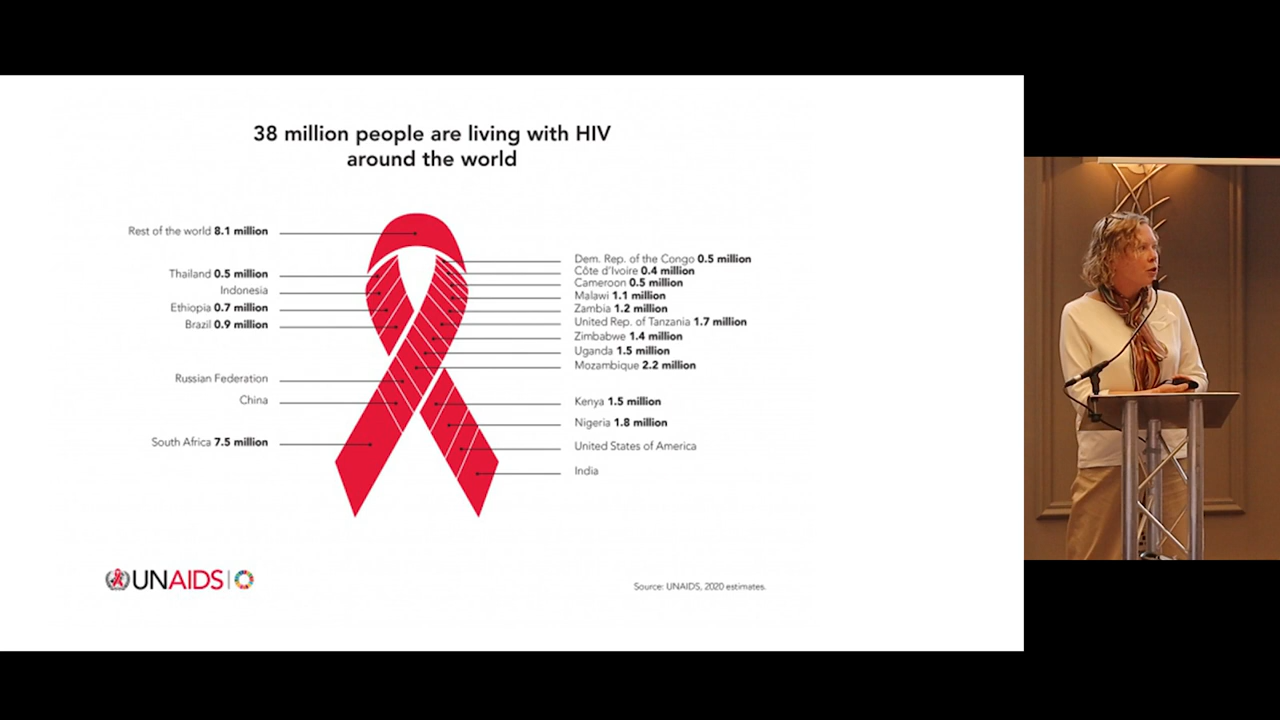 38 million people are living with HIV
around the world
Rest of the world 8.1 million
Thailand 0.5 million
Indonesia
Ethiopia 0.7 million
Brazil 0.9 million
Russian Federation
China
South Africa 7.5 million
Dem. Rep. of the Congo 0.5 million
Côte d'Ivoire 0.4 million
Cameroon 0.5 million
Malawi 1.1 million
Zambia 1.2 million
United Rep. of Tanzania 1.7 million
Zimbabwe 1.4 million
Uganda 1.5 million
Mozambique 2.2 million
Kenya 1.5 million
Nigeria 1.8 million
United States of America
India
UNAIDS
Source: UNAIDS, 2020 estimates.